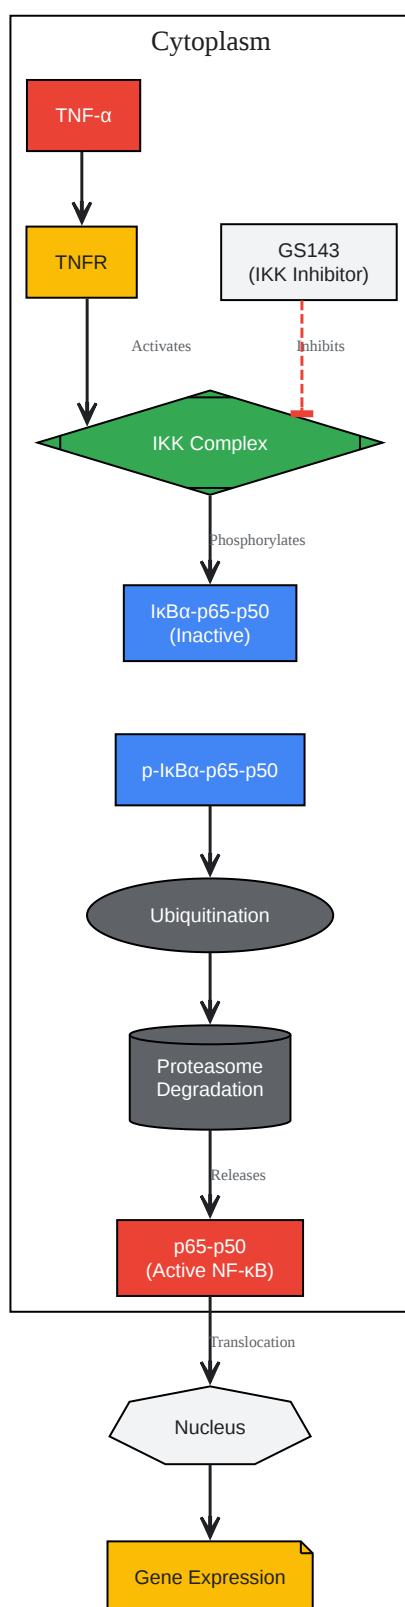 Cytoplasm
TNF-α
TNFR
GS143
(IKK Inhibitor)
Activates
Inhibits
IKK Complex
Phosphorylates
IκBα-p65-p50
(Inactive)
p-IκBα-p65-p50
Ubiquitination
Proteasome
Degradation
Releases
p65-p50
(Active NF-κB)
Translocation
Nucleus
Gene Expression